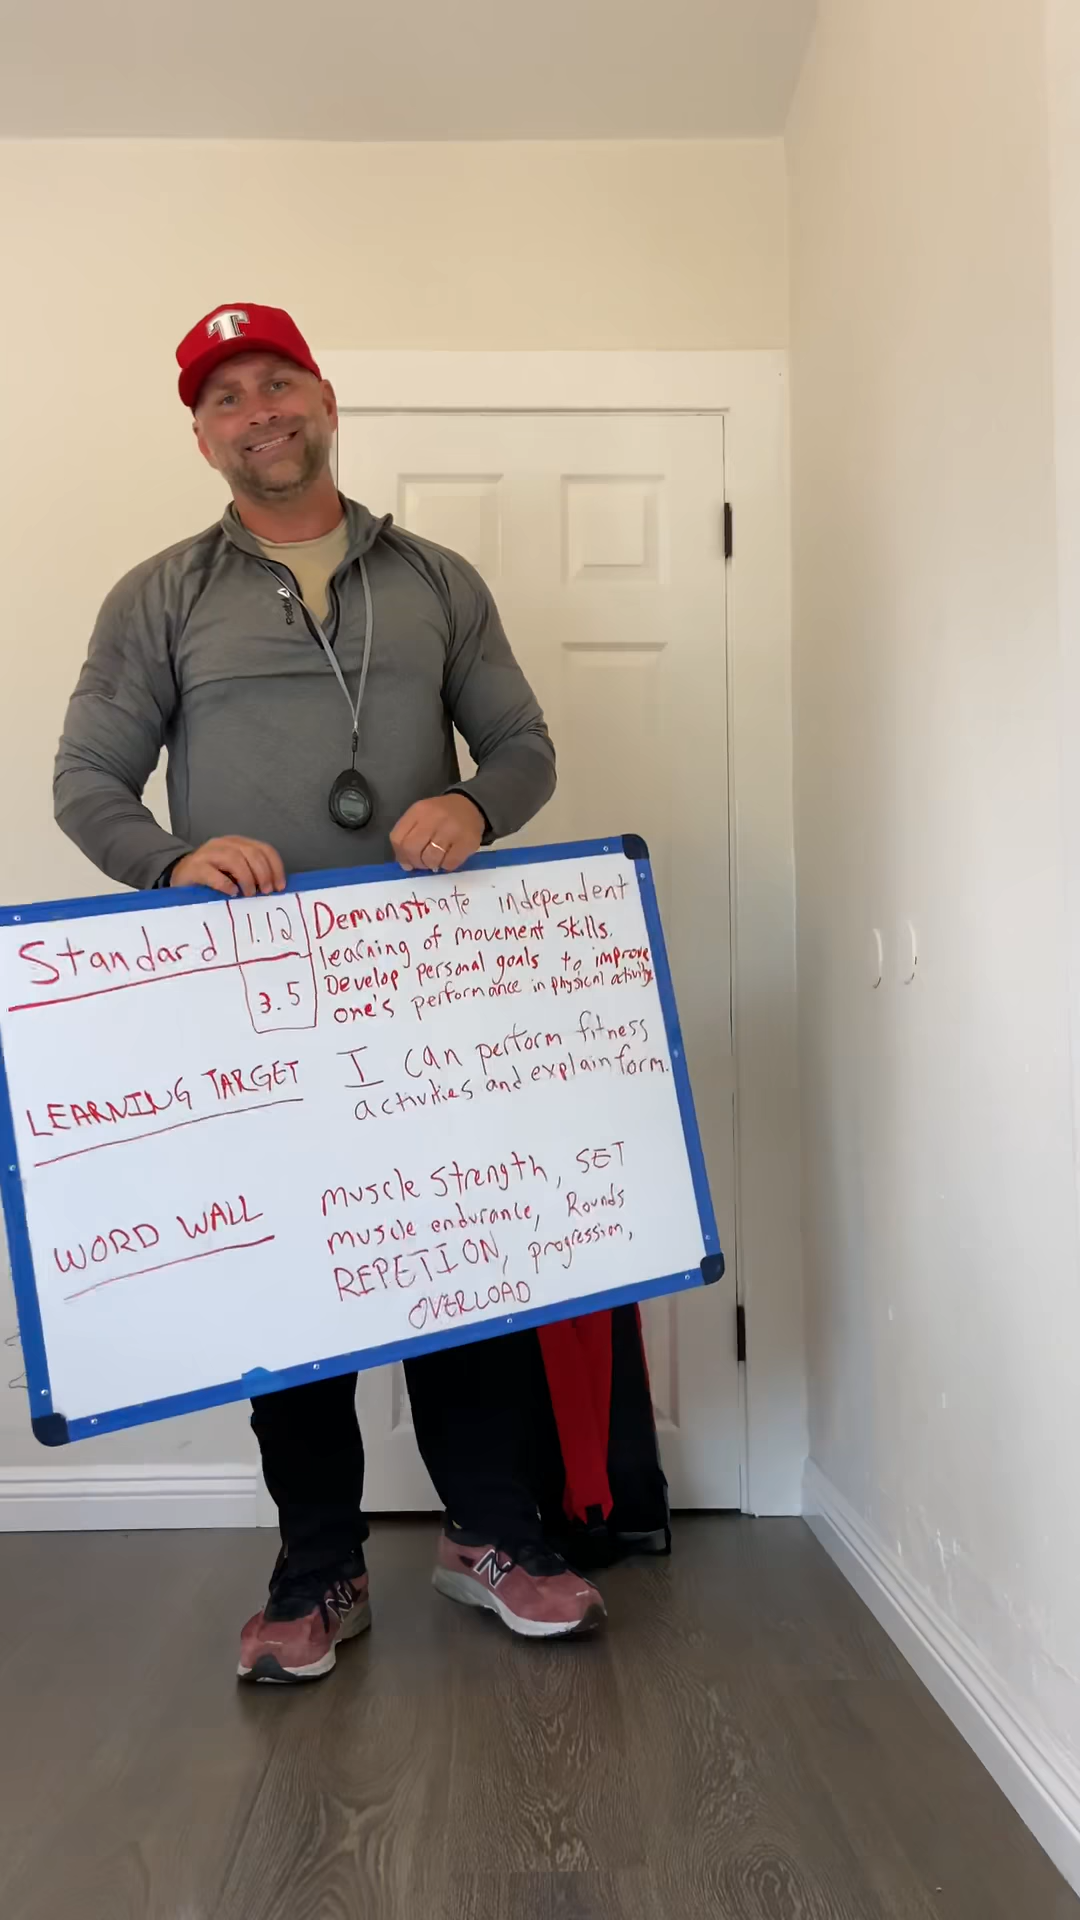 T
Reebok
Standard 1.12 Demonstrate independent
learning of movement skills.
3.5 Develop personal goals to improve
one's performance in physical activity.
LEARNING TARGET I can perform fitness
activities and explain form.
WORD WALL muscle strength, SET
muscle endurance, Rounds
REPETION, progression,
OVERLOAD
N
N